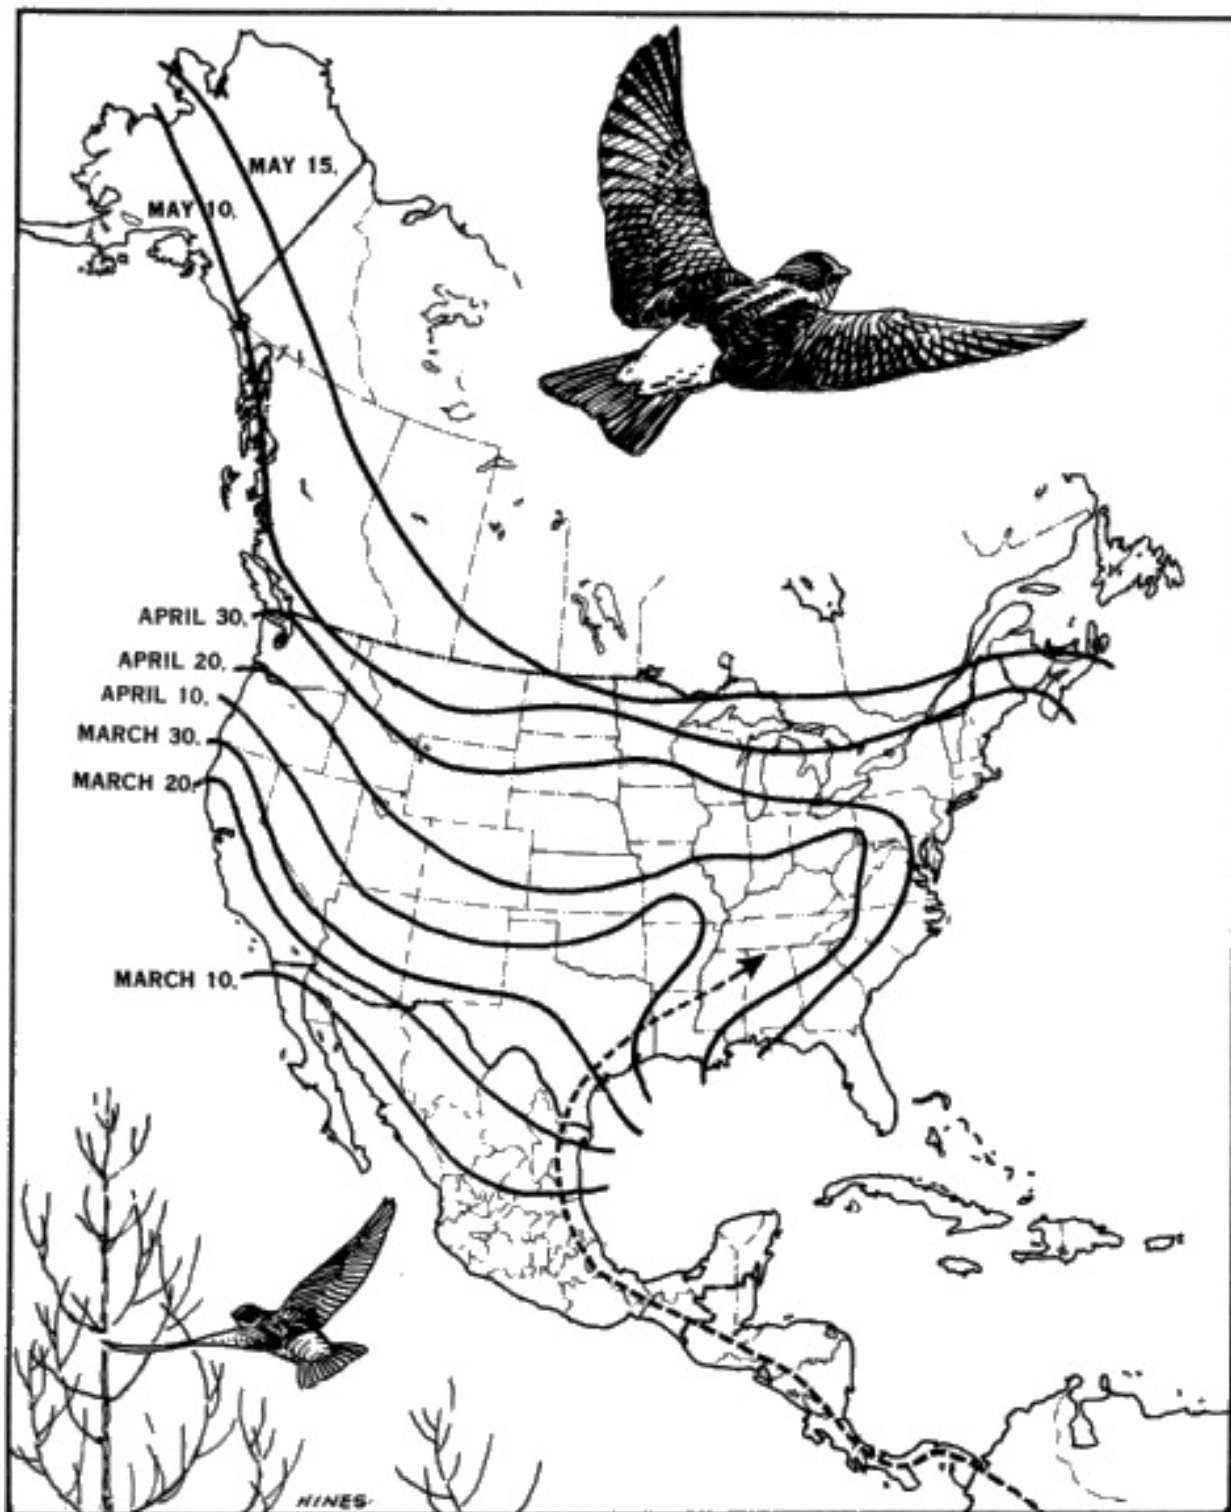 MAY 15.
MAY 10.
APRIL 30.
APRIL 20.
APRIL 10.
MARCH 30.
MARCH 20.
MARCH 10.
HINES